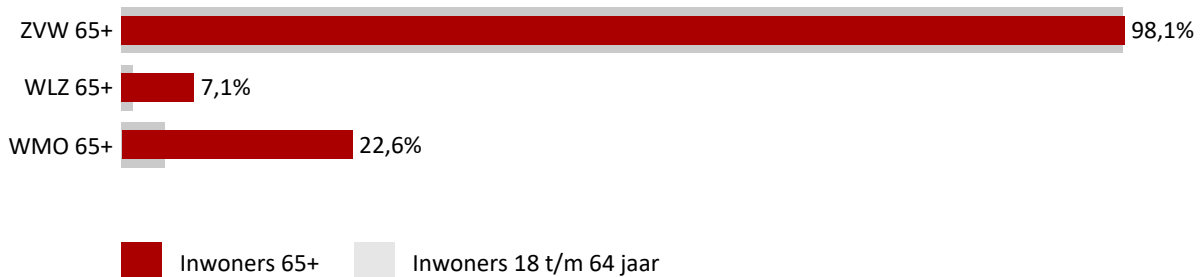 ZVW 65+ 98,1%
WLZ 65+ 7,1%
WMO 65+ 22,6%
Inwoners 65+ Inwoners 18 t/m 64 jaar